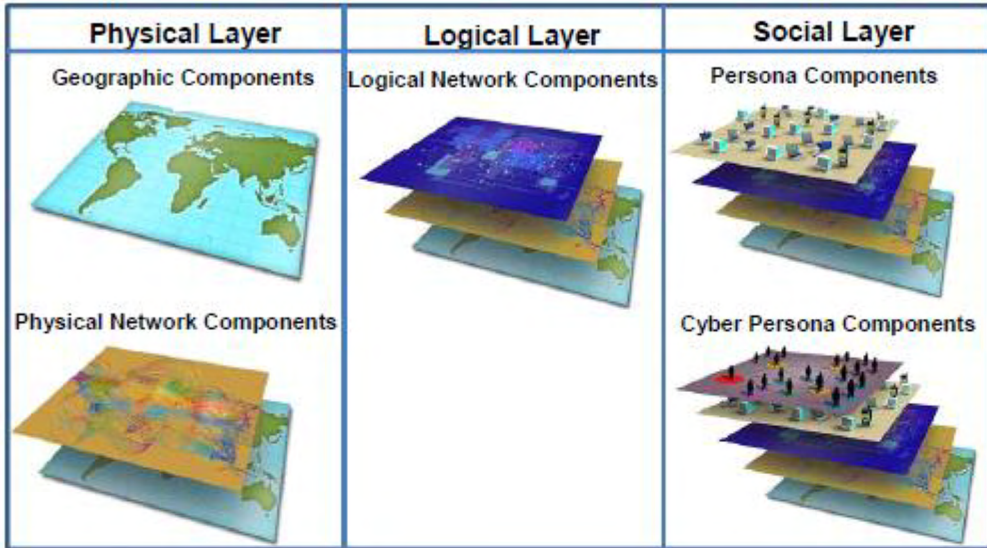 Physical Layer
Logical Layer
Social Layer
Geographic Components
Logical Network Components
Persona Components
Physical Network Components
Cyber Persona Components